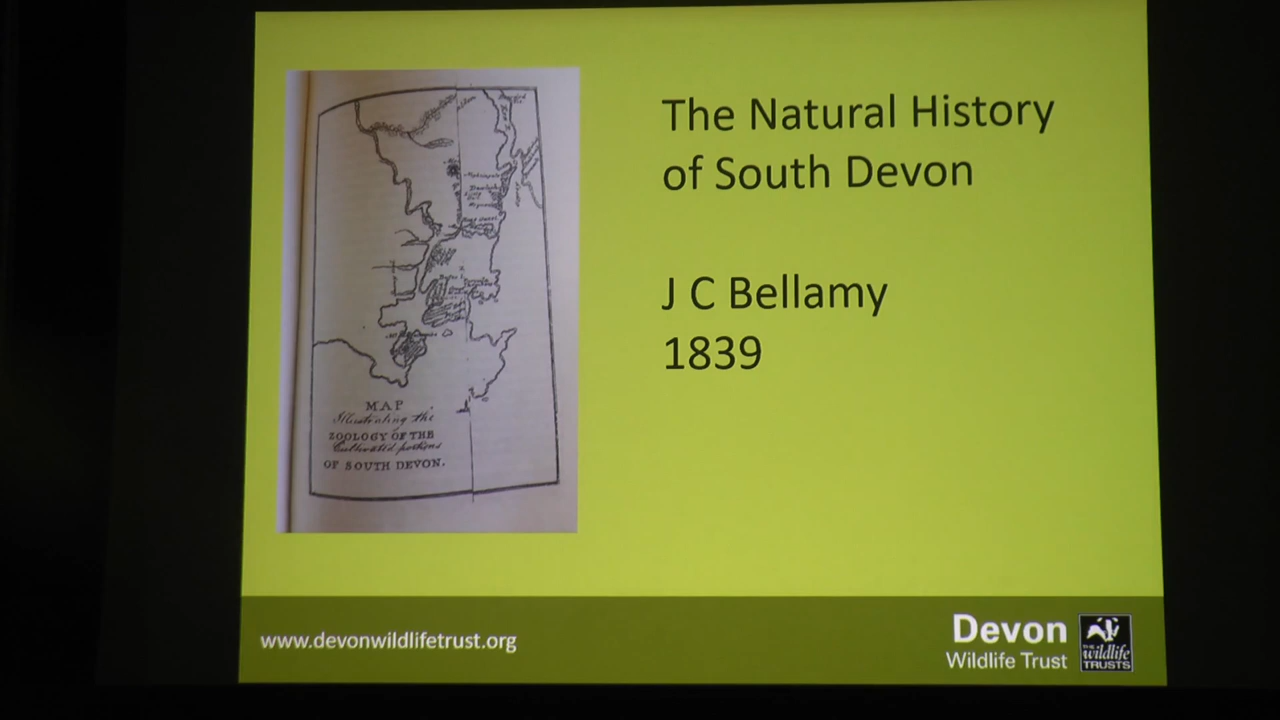 The Natural History
of South Devon
J C Bellamy
1839
MAP
Illustrating the
ZOOLOGY OF THE
Cultivated portions
OF SOUTH DEVON.
www.devonwildlifetrust.org
Devon
Wildlife Trust
THE
wildlife
TRUSTS